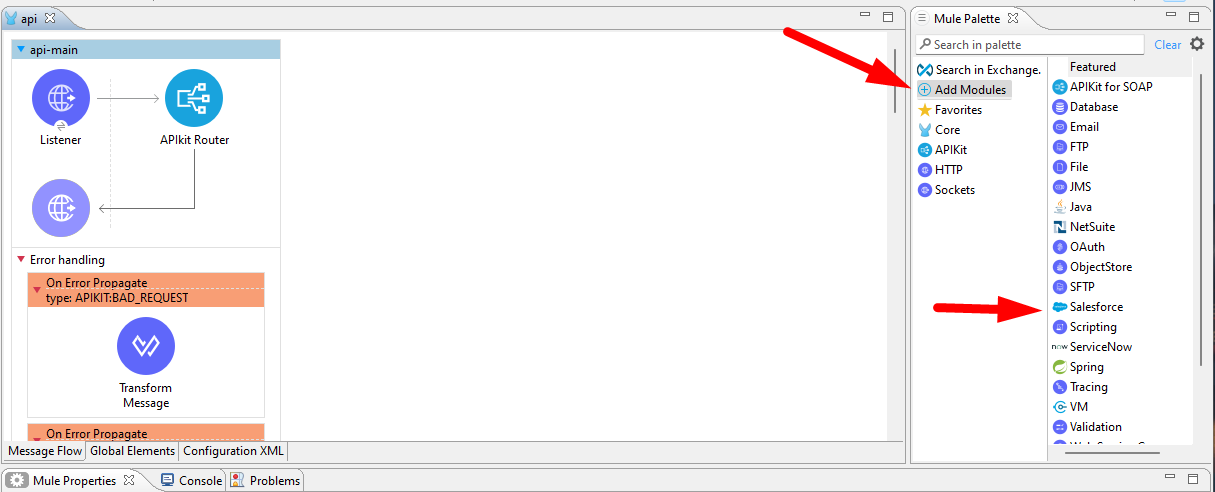 api
api-main
Listener
APIkit Router
Error handling
On Error Propagate
type: APIKIT:BAD_REQUEST
Transform
Message
On Error Propagate
Message Flow
Global Elements
Configuration XML
Mule Palette
Search in palette
Clear
Search in Exchange.
Add Modules
Favorites
Core
APIKit
HTTP
Sockets
Featured
APIKit for SOAP
Database
Email
FTP
File
JMS
Java
NetSuite
OAuth
ObjectStore
SFTP
Salesforce
Scripting
now ServiceNow
Spring
Tracing
VM
Validation
Mule Properties
Console
Problems